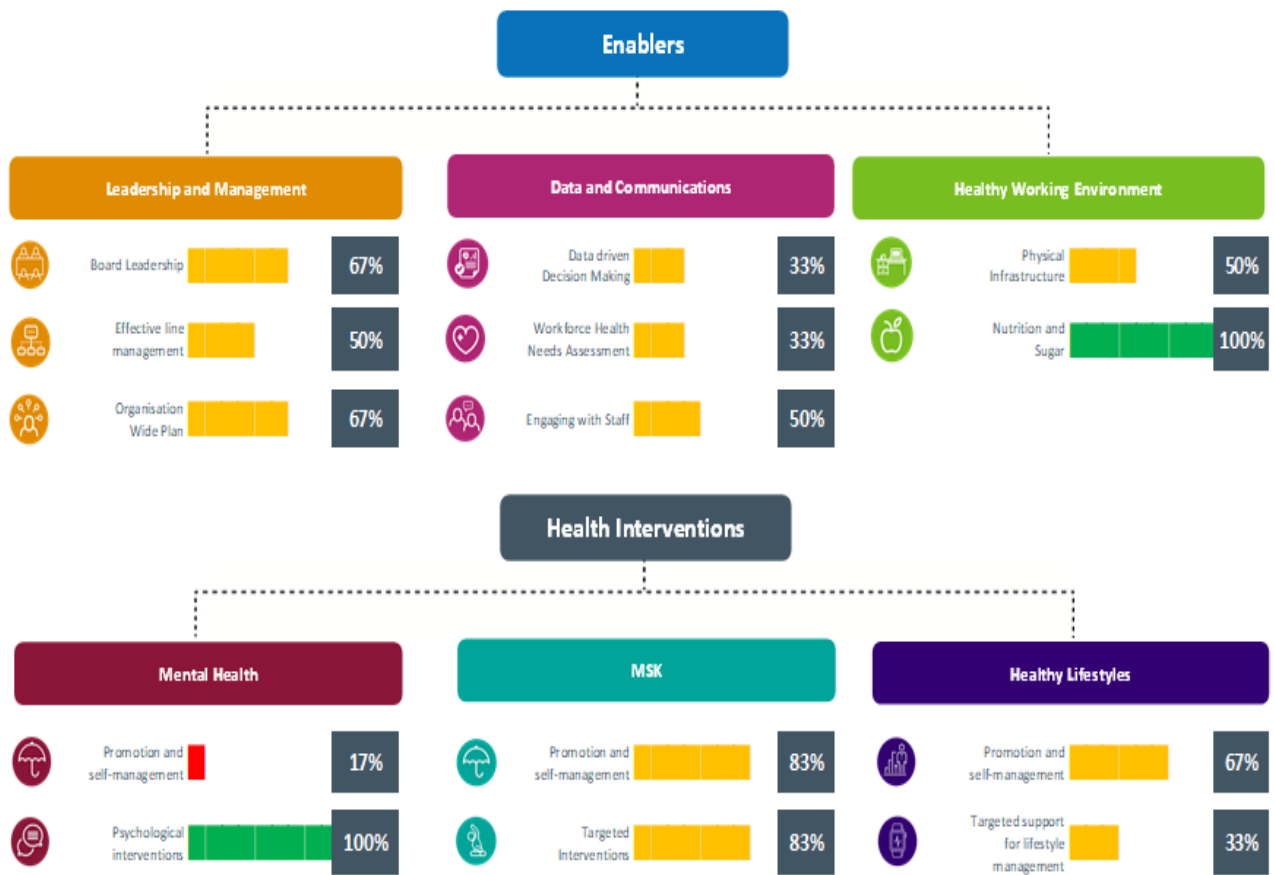 Enablers
Leadership and Management
Board Leadership
67%
Effective line
management
50%
Organisation
Wide Plan
67%
Data and Communications
Data driven
Decision Making
33%
Workforce Health
Needs Assessment
33%
Engaging with Staff
50%
Healthy Working Environment
Physical
Infrastructure
50%
Nutrition and
Sugar
100%
Health Interventions
Mental Health
Promotion and
self-management
17%
Psychological
interventions
100%
MSK
Promotion and
self-management
83%
Targeted
Interventions
83%
Healthy Lifestyles
Promotion and
self-management
67%
Targeted support
for lifestyle
management
33%